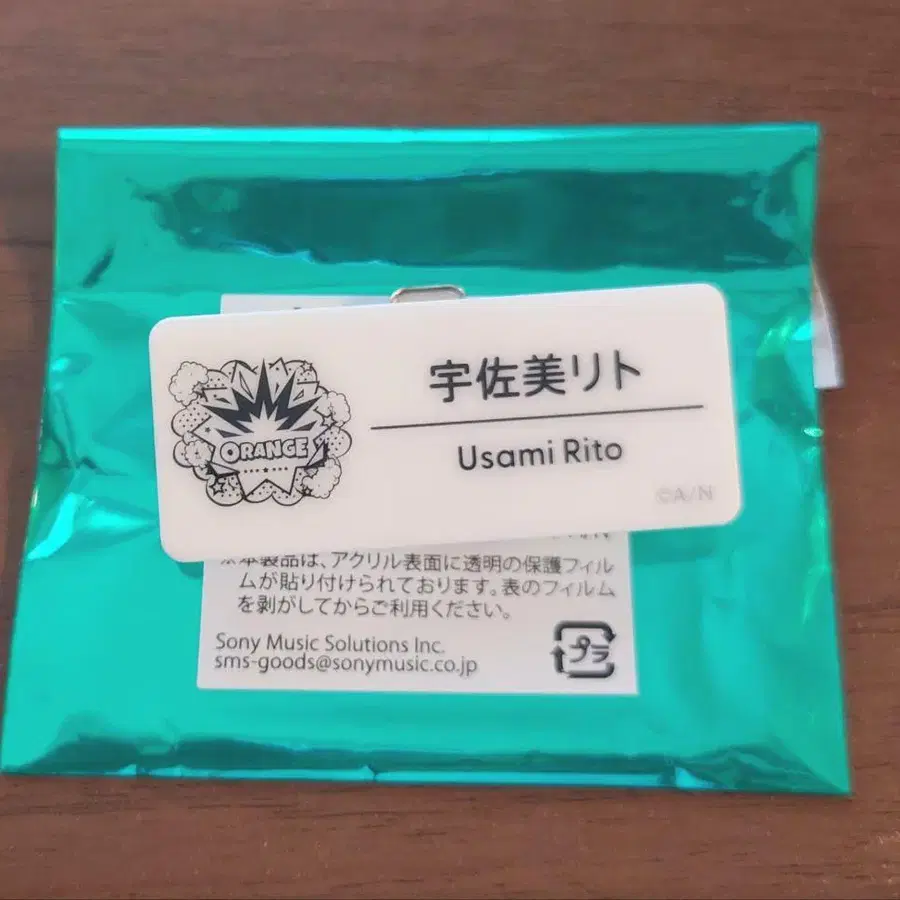 ORANGE
宇佐美リト
Usami Rito
©A/N
※本製品は、アクリル表面に透明の保護フィル
ムが貼り付けられております。表のフィルム
を剥がしてからご利用ください。
Sony Music Solutions Inc.
sms-goods@sonymusic.co.jp
プラ